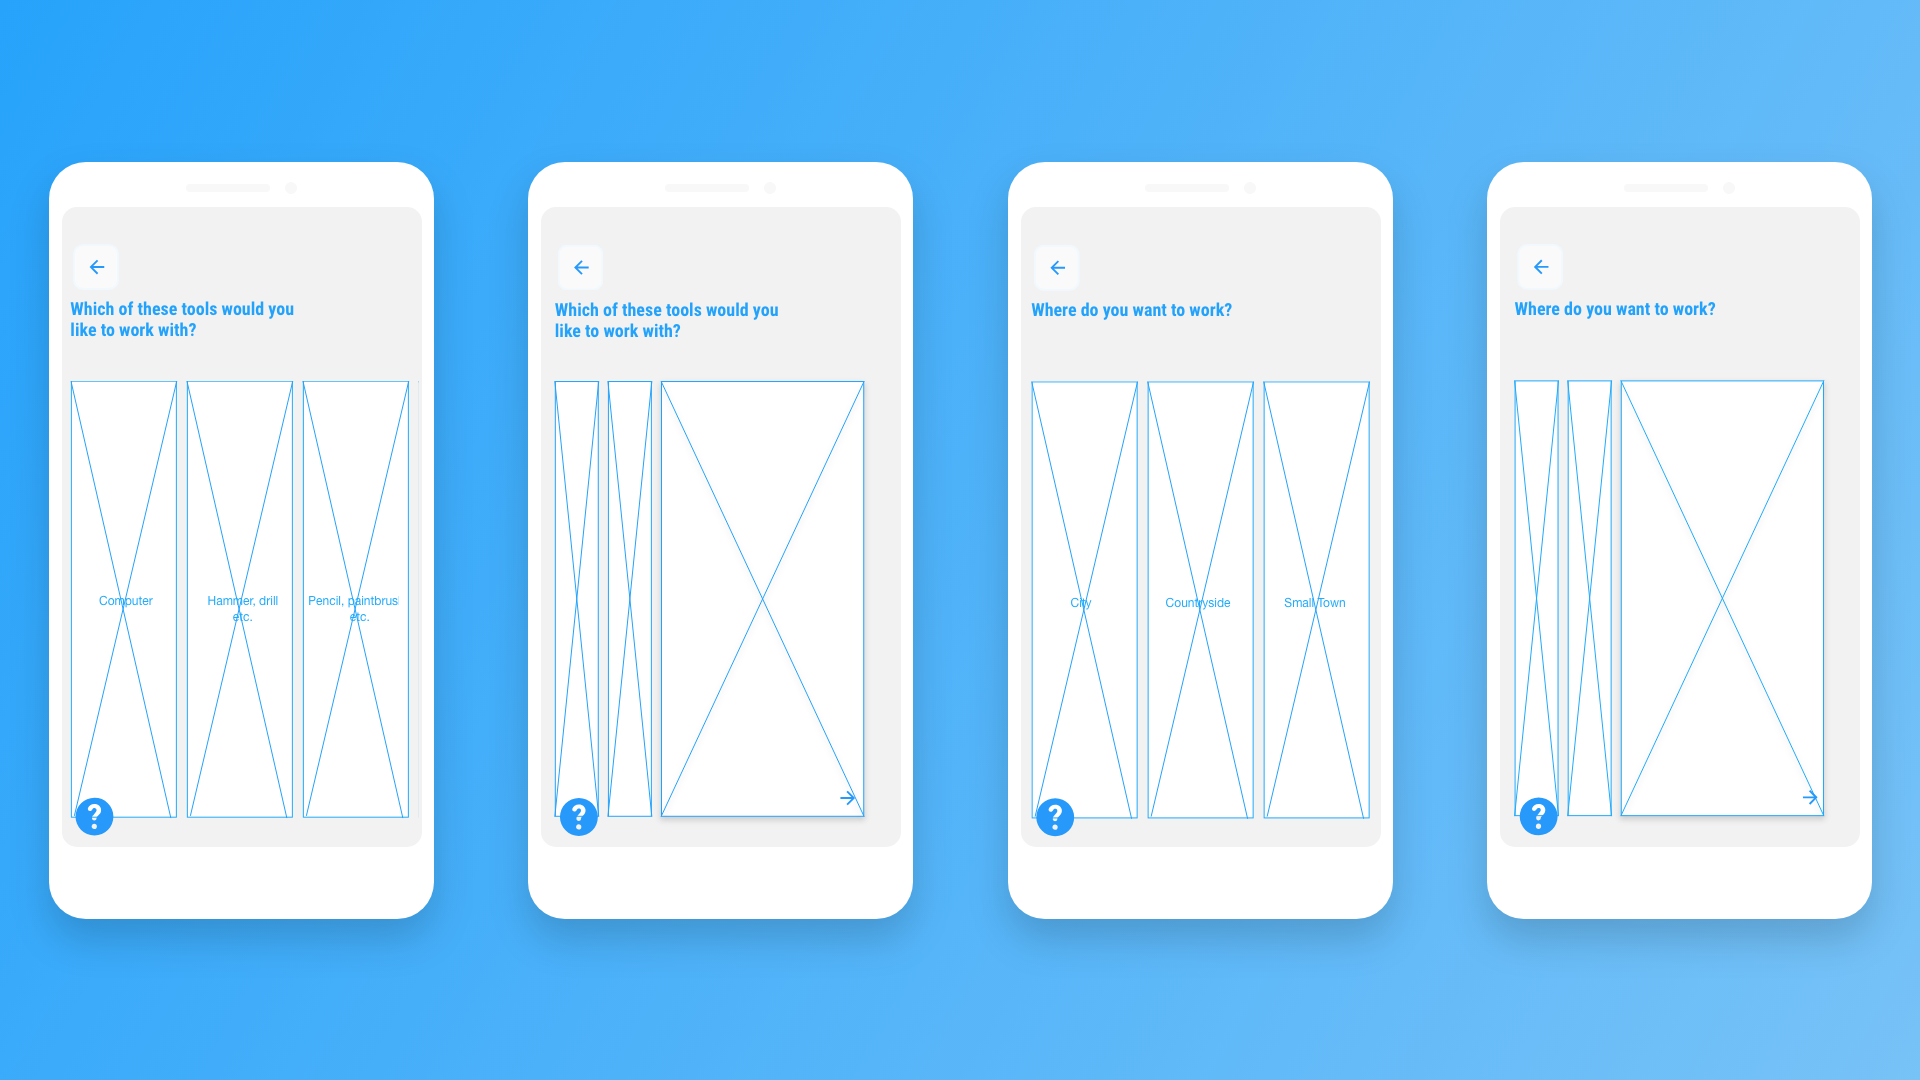 Which of these tools would you
like to work with?
Computer
Hammer, drill
etc.
Pencil, paintbrus
etc.
?
Which of these tools would you
like to work with?
?
Where do you want to work?
City
Countryside
Small Town
?
Where do you want to work?
?